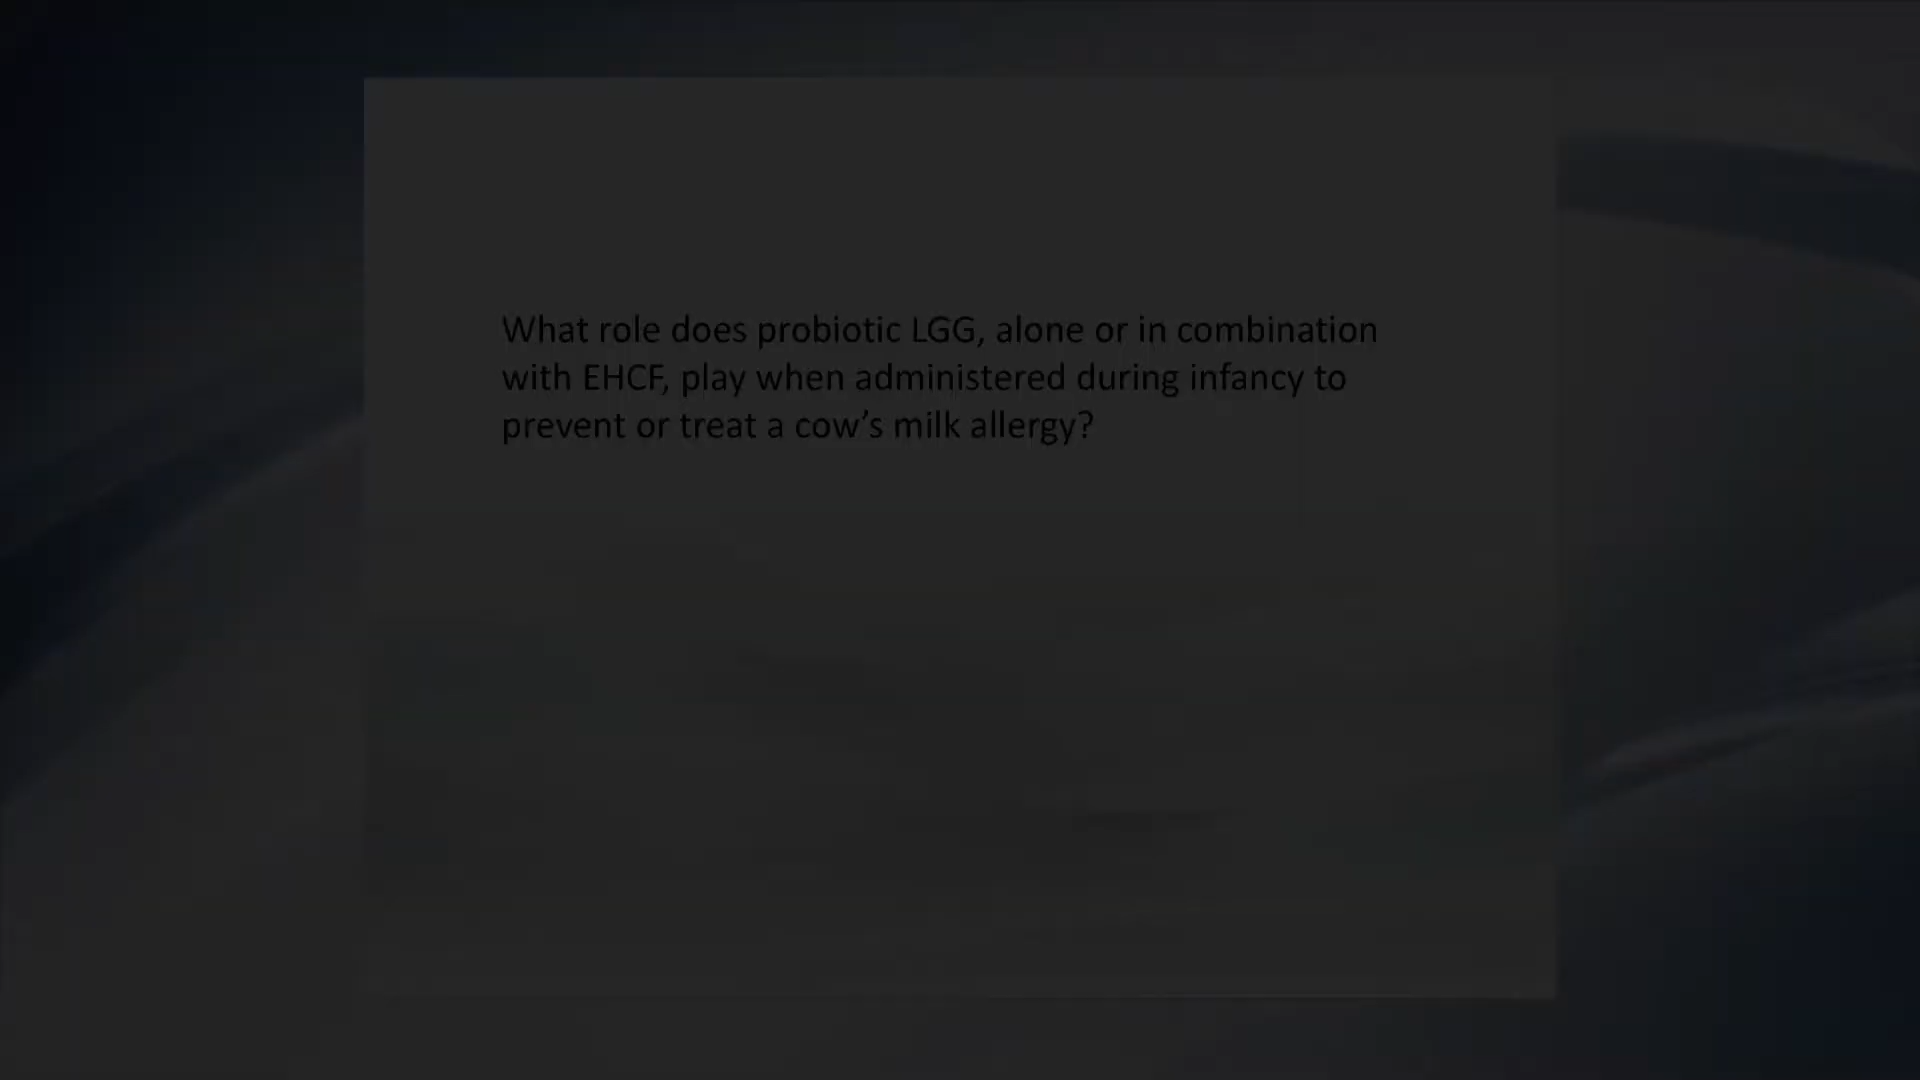 What role does probiotic LGG, alone or in combination
with EHCF, play when administered during infancy to
prevent or treat a cow’s milk allergy?